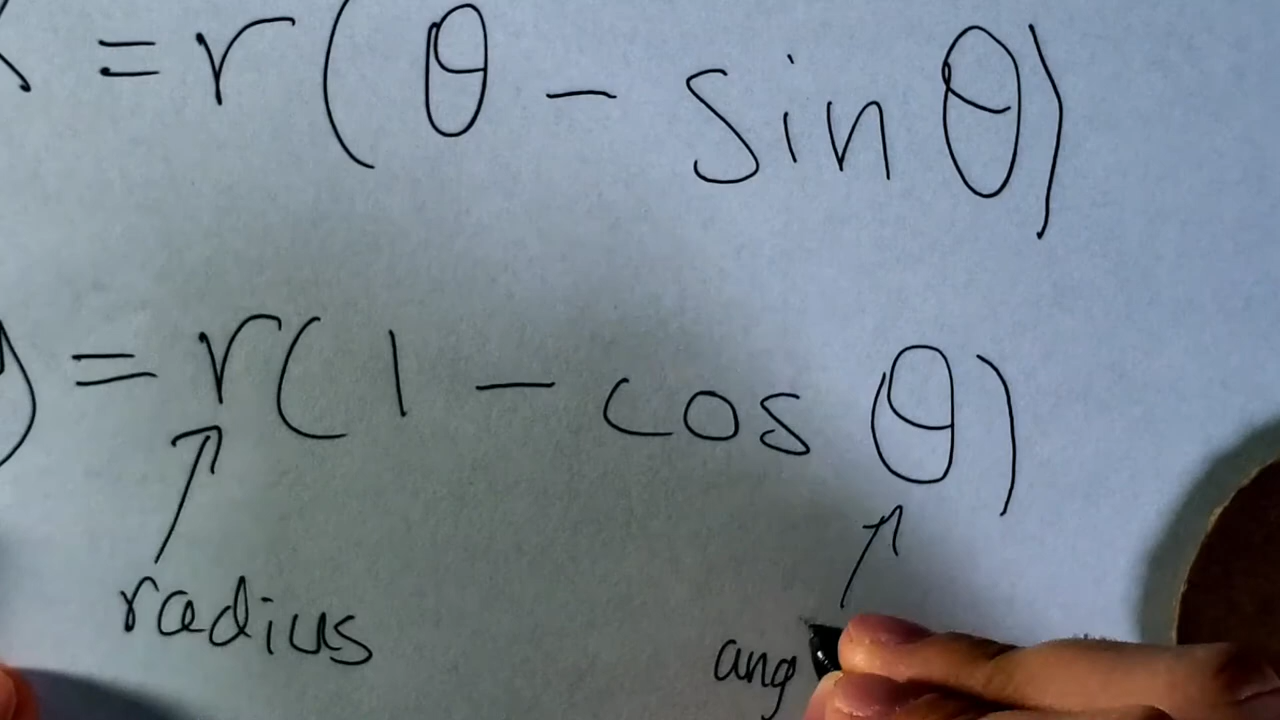 x = r(θ - sinθ)
y = r(1 - cos θ)
radius
ang